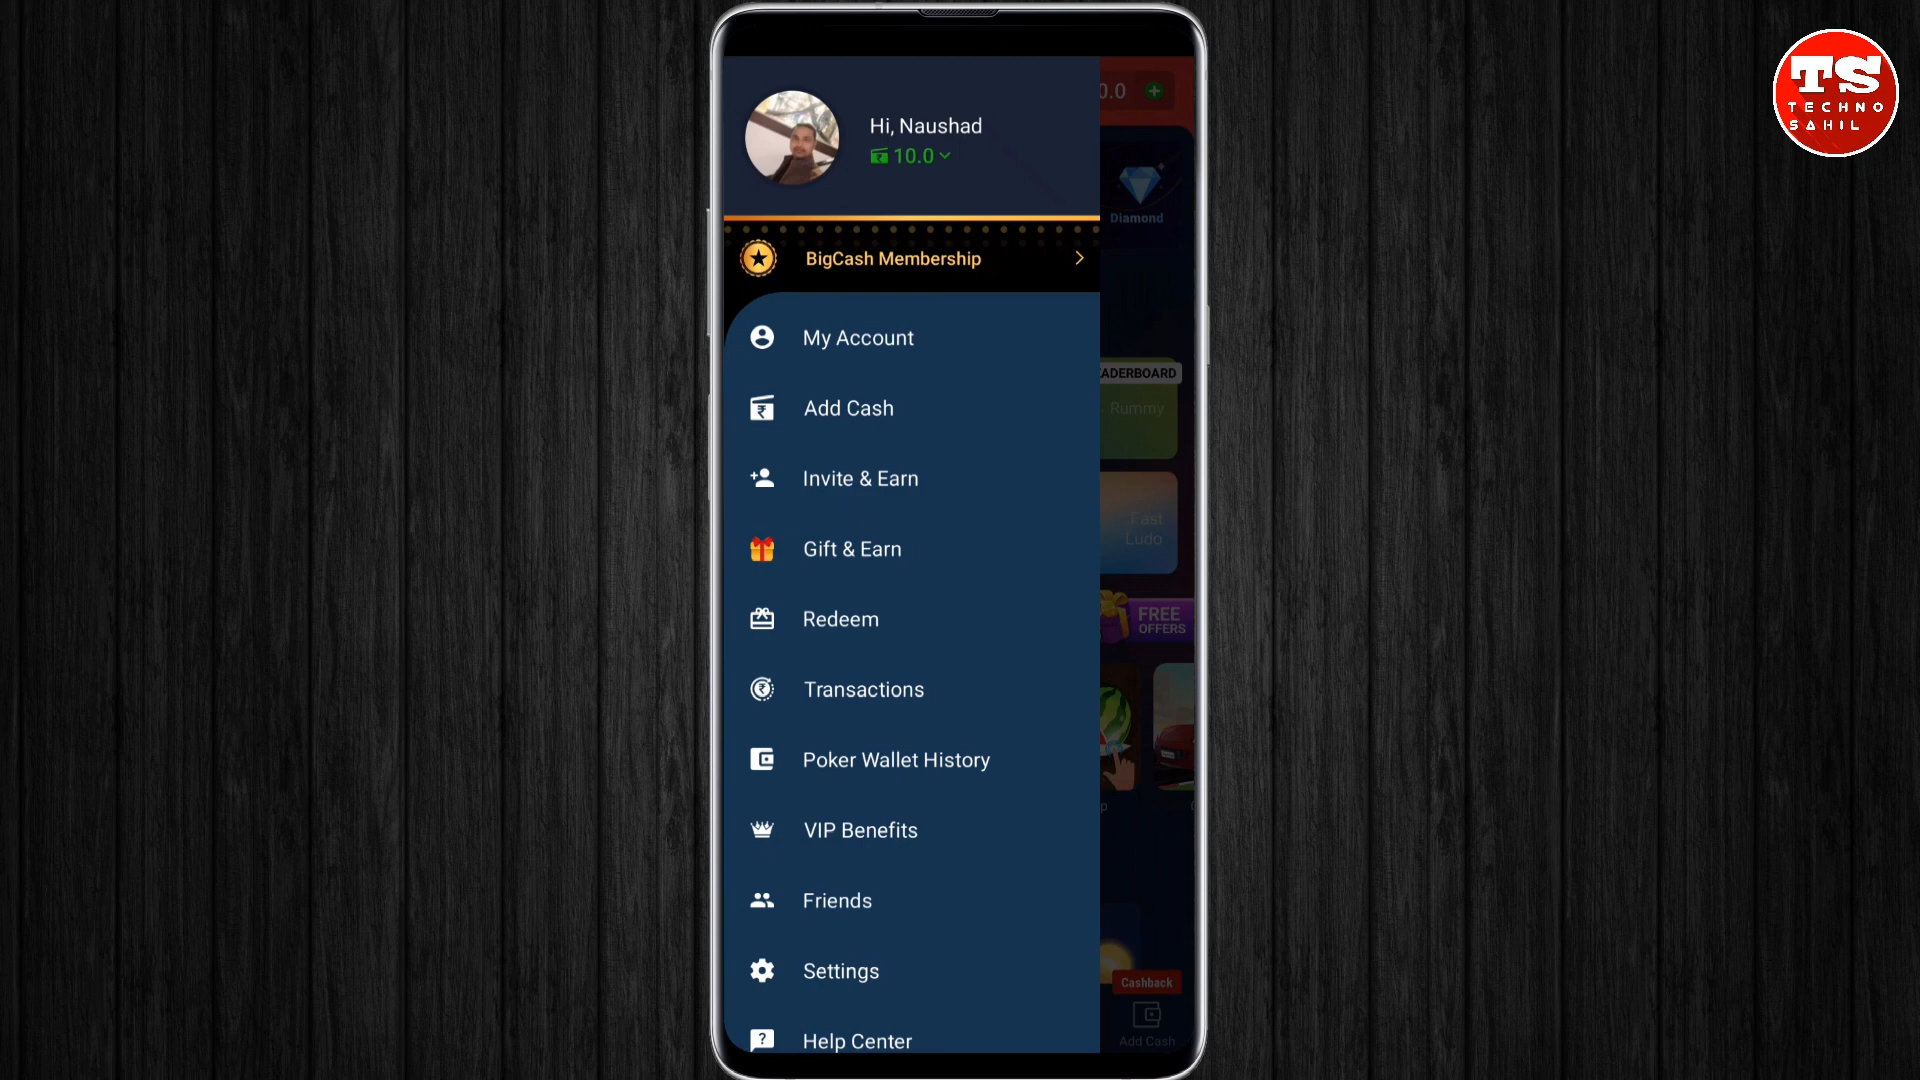 TS
TECHNO
SAHIL
Hi, Naushad
10.0
0.0
Diamond
BigCash Membership
My Account
ADERBOARD
Add Cash
Rummy
Invite & Earn
Fast
Ludo
Gift & Earn
Redeem
FREE
OFFERS
Transactions
Poker Wallet History
p
VIP Benefits
Friends
Settings
Cashback
Help Center
Add Cash